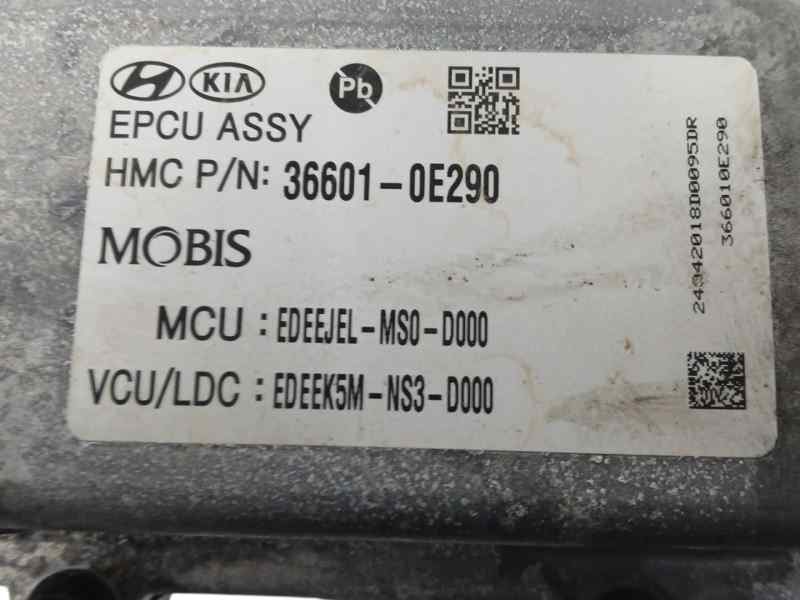 KIA Pb
EPCU ASSY
HMC P/N: 36601-0E290
MOBIS
MCU : EDEEJEL-MS0-D000
VCU/LDC : EDEEK5M-NS3-D000
24342018D0095DR
366010E290